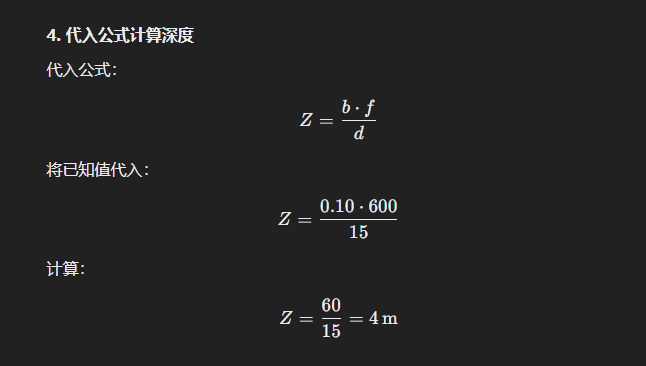 4. 代入公式计算深度
代入公式：
Z = \frac{b \cdot f}{d}
将已知值代入：
Z = \frac{0.10 \cdot 600}{15}
计算：
Z = \frac{60}{15} = 4 m